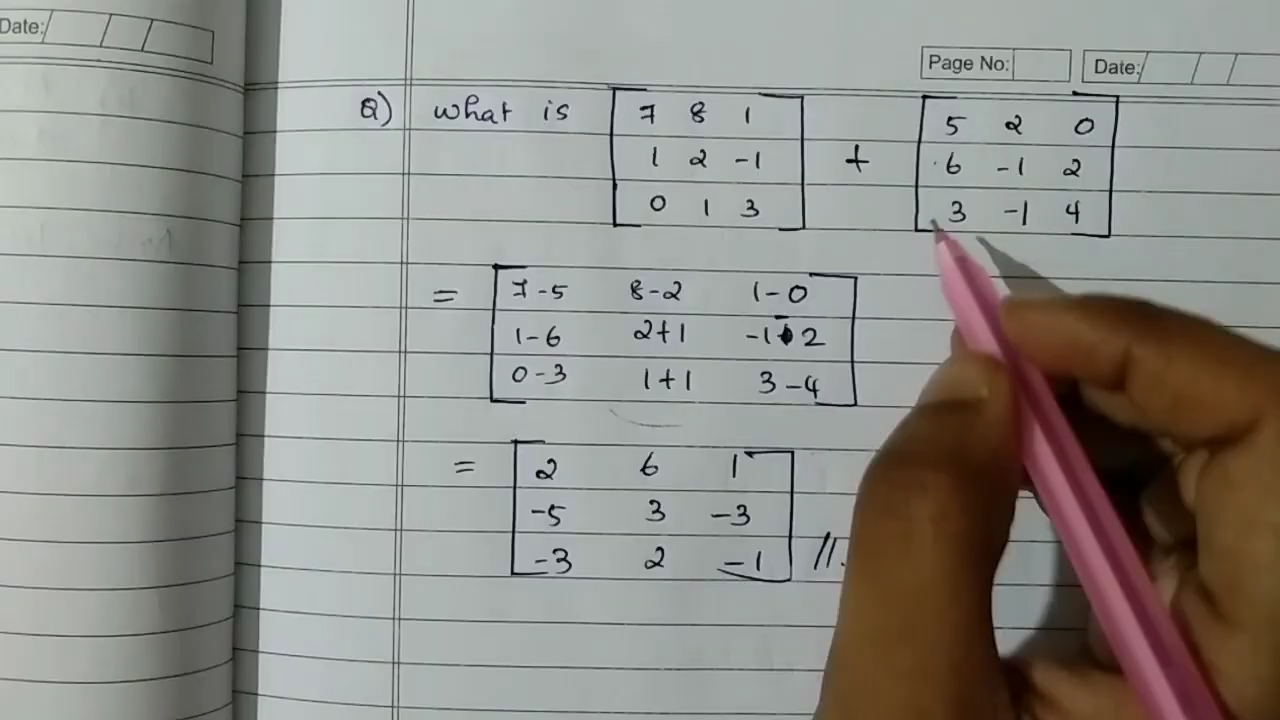 Date:
Page No: Date:
Q) what is 7 8 1 + 5 2 0
1 2 -1 6 -1 2
0 1 3 3 -1 4
= 7-5 8-2 1-0
1-6 2+1 -1-2
0-3 1+1 3-4
= 2 6 1
-5 3 -3
-3 2 -1 //.